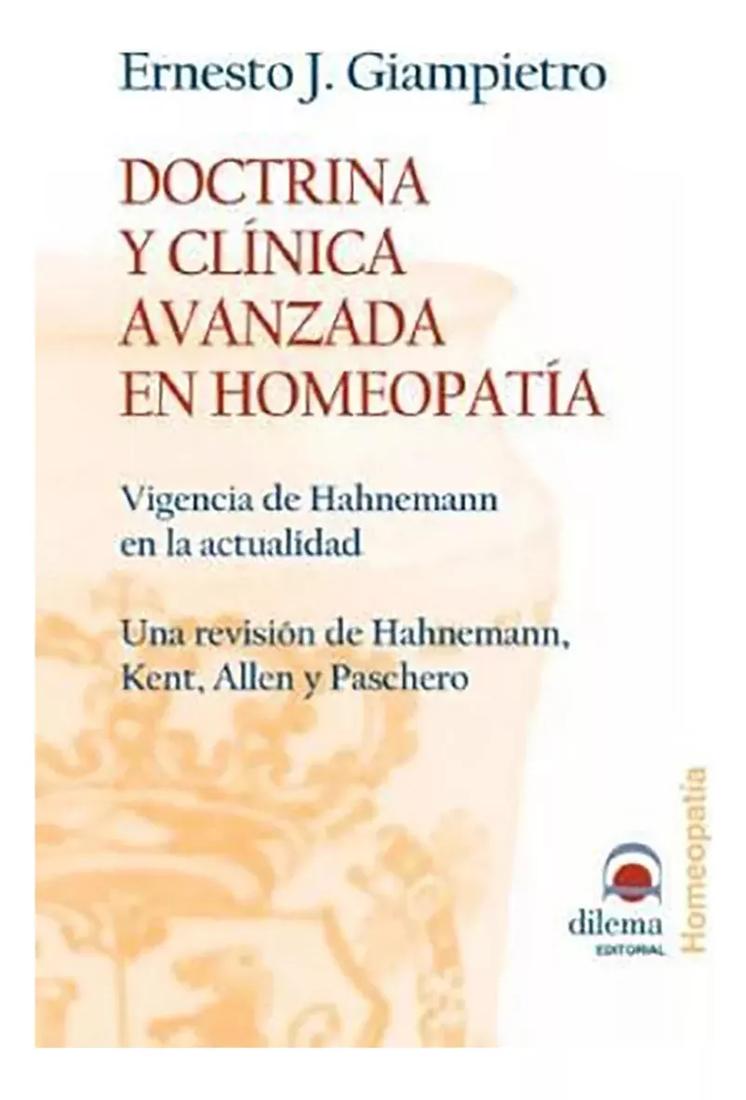 Ernesto J. Giampietro
DOCTRINA
Y CLÍNICA
AVANZADA
EN HOMEOPATÍA
Vigencia de Hahnemann
en la actualidad
Una revisión de Hahnemann,
Kent, Allen y Paschero
Homeopatía
dilema
EDITORIAL